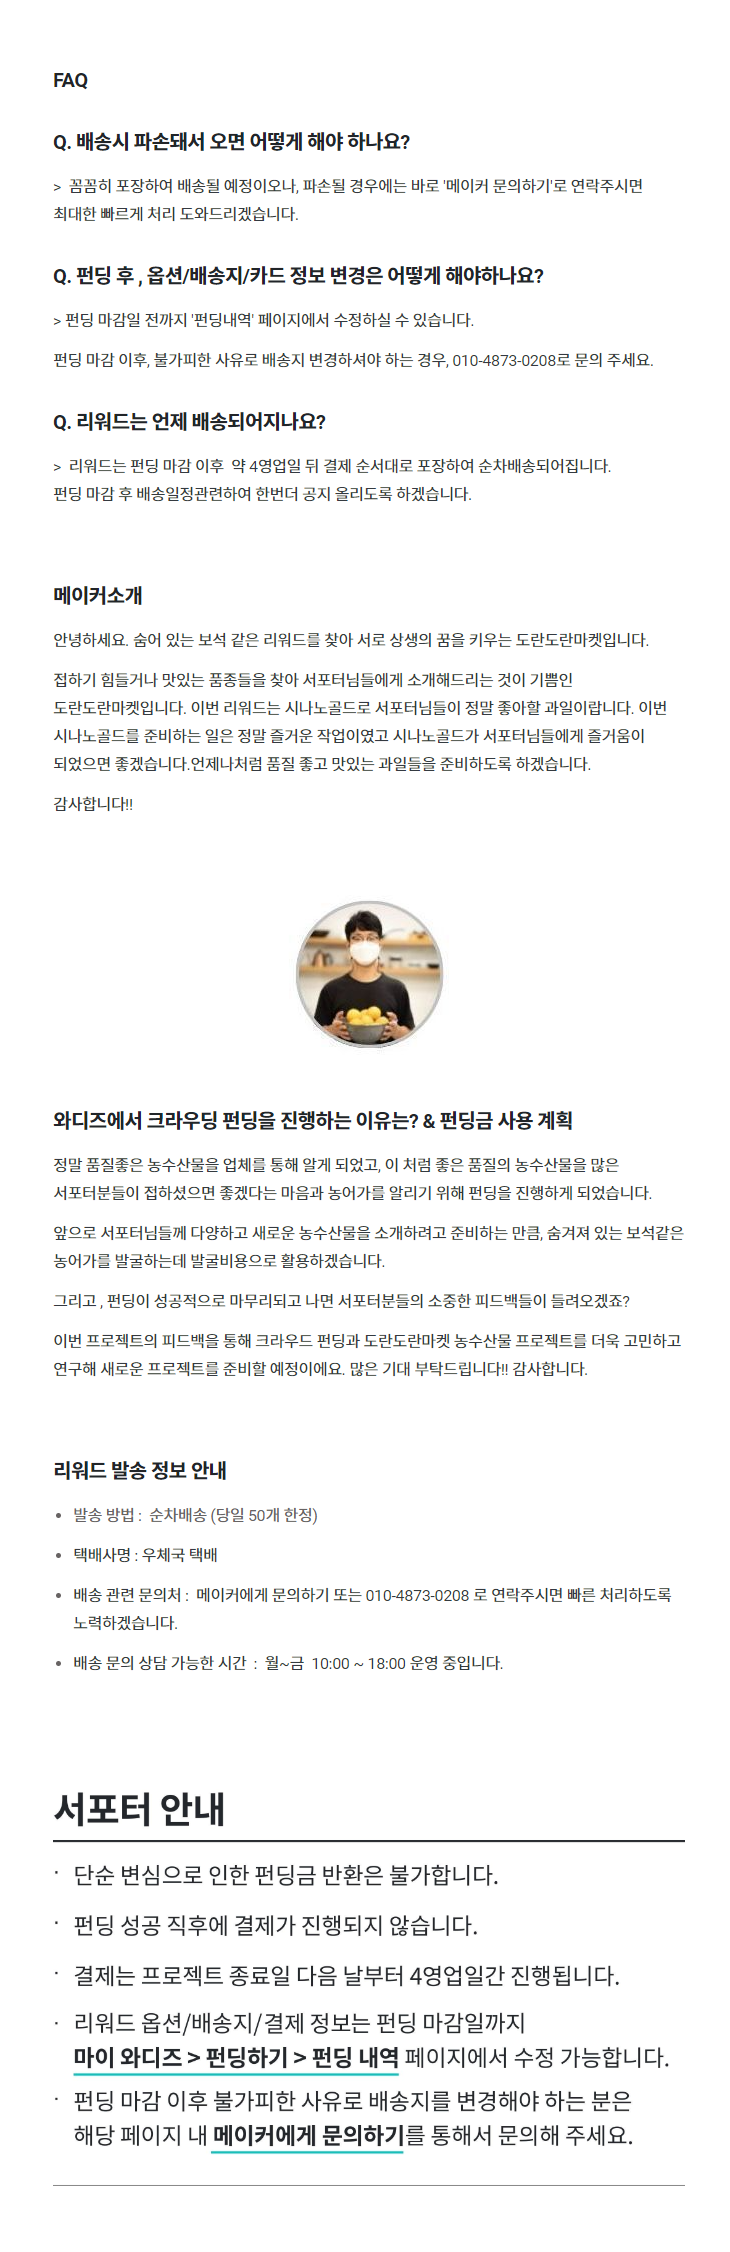 FAQ
Q. 배송시 파손돼서 오면 어떻게 해야 하나요?
>  꼼꼼히 포장하여 배송될 예정이오나, 파손될 경우에는 바로 '메이커 문의하기'로 연락주시면
최대한 빠르게 처리 도와드리겠습니다.
Q. 펀딩 후 , 옵션/배송지/카드 정보 변경은 어떻게 해야하나요?
> 펀딩 마감일 전까지 '펀딩내역' 페이지에서 수정하실 수 있습니다.
펀딩 마감 이후, 불가피한 사유로 배송지 변경하셔야 하는 경우, 010-4873-0208로 문의 주세요.
Q. 리워드는 언제 배송되어지나요?
>  리워드는 펀딩 마감 이후  약 4영업일 뒤 결제 순서대로 포장하여 순차배송되어집니다.
펀딩 마감 후 배송일정관련하여 한번더 공지 올리도록 하겠습니다.
메이커소개
안녕하세요. 숨어 있는 보석 같은 리워드를 찾아 서로 상생의 꿈을 키우는 도란도란마켓입니다.
접하기 힘들거나 맛있는 품종들을 찾아 서포터님들에게 소개해드리는 것이 기쁨인
도란도란마켓입니다. 이번 리워드는 시나노골드로 서포터님들이 정말 좋아할 과일이랍니다. 이번
시나노골드를 준비하는 일은 정말 즐거운 작업이였고 시나노골드가 서포터님들에게 즐거움이
되었으면 좋겠습니다.언제나처럼 품질 좋고 맛있는 과일들을 준비하도록 하겠습니다.
감사합니다!!
와디즈에서 크라우딩 펀딩을 진행하는 이유는? & 펀딩금 사용 계획
정말 품질좋은 농수산물을 업체를 통해 알게 되었고, 이 처럼 좋은 품질의 농수산물을 많은
서포터분들이 접하셨으면 좋겠다는 마음과 농어가를 알리기 위해 펀딩을 진행하게 되었습니다.
앞으로 서포터님들께 다양하고 새로운 농수산물을 소개하려고 준비하는 만큼, 숨겨져 있는 보석같은
농어가를 발굴하는데 발굴비용으로 활용하겠습니다.
그리고 , 펀딩이 성공적으로 마무리되고 나면 서포터분들의 소중한 피드백들이 들려오겠죠?
이번 프로젝트의 피드백을 통해 크라우드 펀딩과 도란도란마켓 농수산물 프로젝트를 더욱 고민하고
연구해 새로운 프로젝트를 준비할 예정이에요. 많은 기대 부탁드립니다!! 감사합니다.
리워드 발송 정보 안내
• 발송 방법 :  순차배송 (당일 50개 한정)
• 택배사명 : 우체국 택배
• 배송 관련 문의처 :  메이커에게 문의하기 또는 010-4873-0208 로 연락주시면 빠른 처리하도록
노력하겠습니다.
• 배송 문의 상담 가능한 시간  :  월~금  10:00 ~ 18:00 운영 중입니다.
서포터 안내
· 단순 변심으로 인한 펀딩금 반환은 불가합니다.
· 펀딩 성공 직후에 결제가 진행되지 않습니다.
· 결제는 프로젝트 종료일 다음 날부터 4영업일간 진행됩니다.
· 리워드 옵션/배송지/결제 정보는 펀딩 마감일까지
마이 와디즈 > 펀딩하기 > 펀딩 내역 페이지에서 수정 가능합니다.
· 펀딩 마감 이후 불가피한 사유로 배송지를 변경해야 하는 분은
해당 페이지 내 메이커에게 문의하기를 통해서 문의해 주세요.